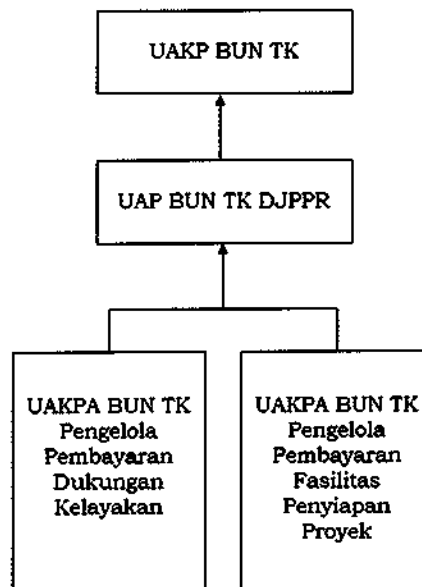 UAKP BUN TK
UAP BUN TK DJPPR
UAKPA BUN TK
Pengelola
Pembayaran
Dukungan
Kelayakan
UAKPA BUN TK
Pengelola
Pembayaran
Fasilitas
Penyiapan
Proyek